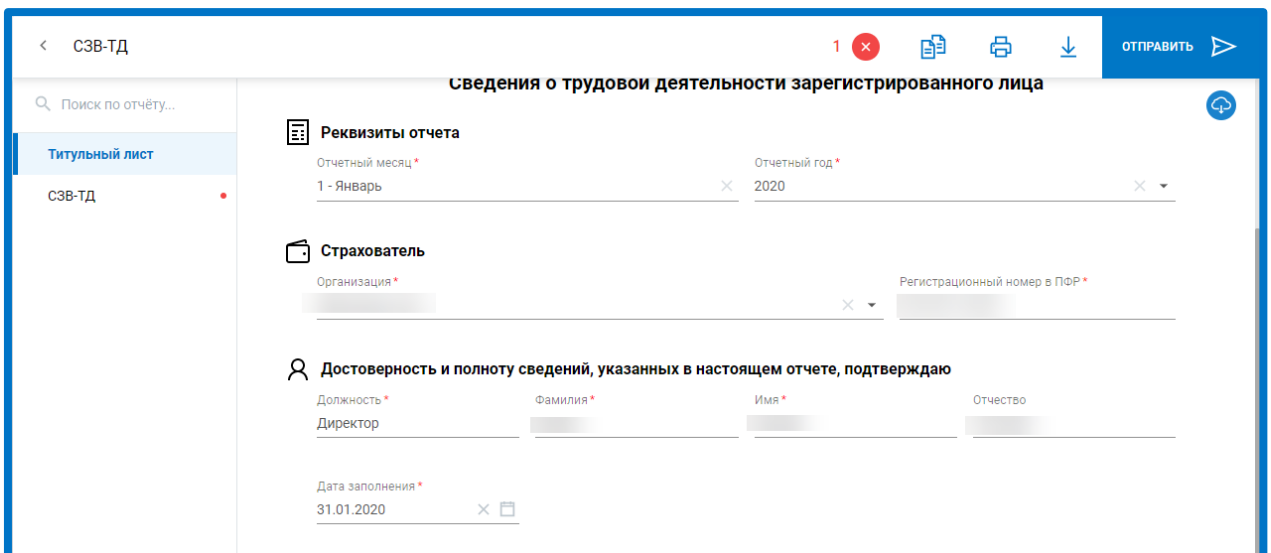 СЗВ-ТД
1
ОТПРАВИТЬ
Поиск по отчёту...
Титульный лист
СЗВ-ТД
Сведения о трудовой деятельности зарегистрированного лица
Реквизиты отчета
Отчетный месяц * Отчетный год *
1 - Январь 2020
Страхователь
Организация * Регистрационный номер в ПФР *
Достоверность и полноту сведений, указанных в настоящем отчете, подтверждаю
Должность * Фамилия * Имя * Отчество
Директор
Дата заполнения *
31.01.2020